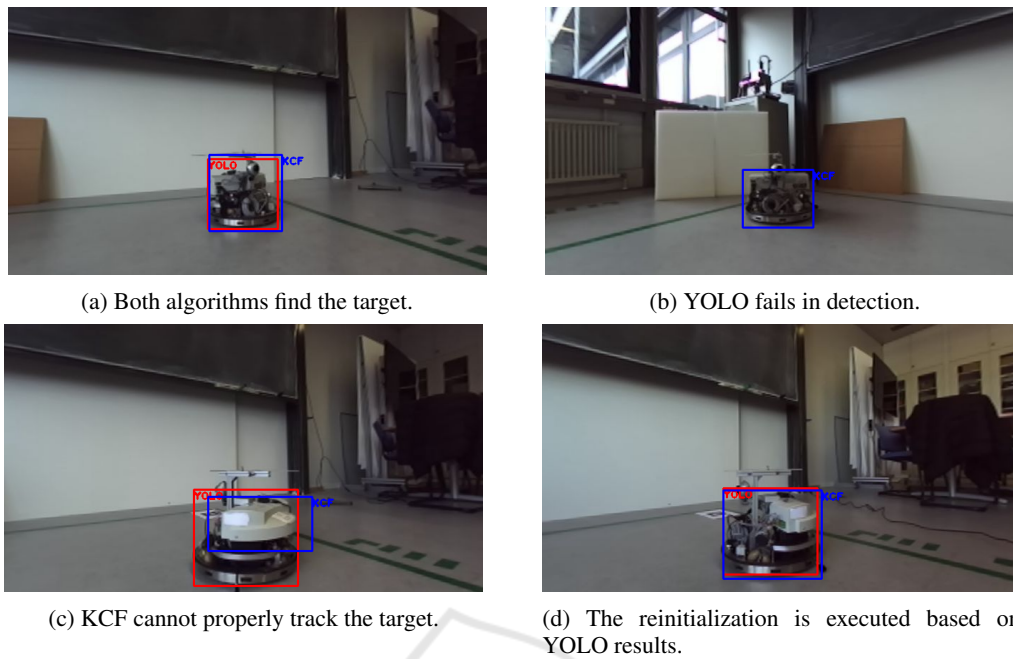 YOLO
KCF
KCF
(a) Both algorithms find the target.
(b) YOLO fails in detection.
YOLO
KCF
YOLO
KCF
(c) KCF cannot properly track the target.
(d) The reinitialization is executed based on
YOLO results.